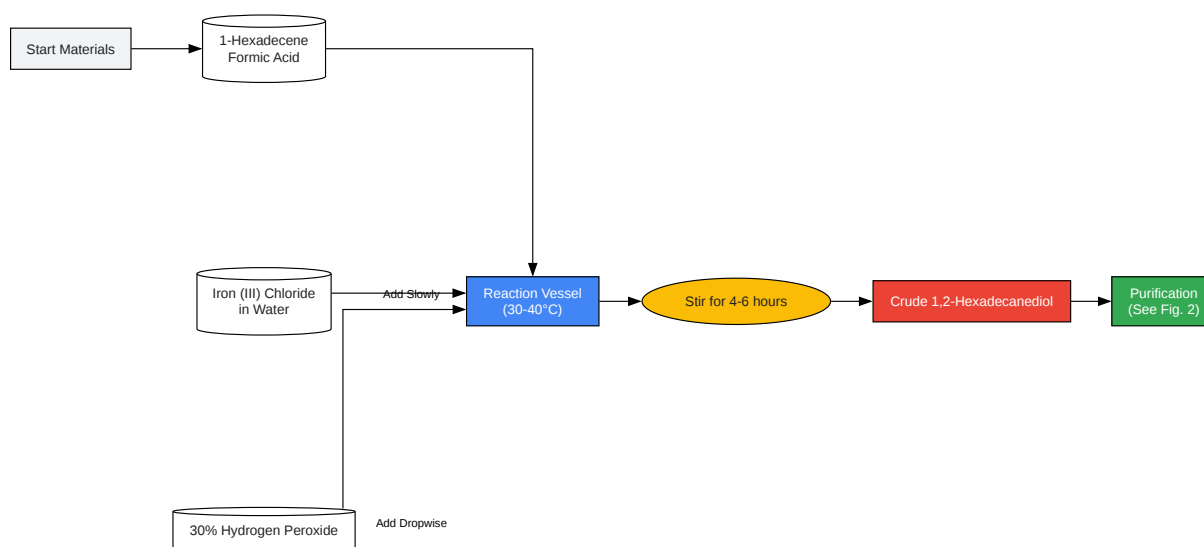 Start Materials
1-Hexadecene
Formic Acid
Iron (III) Chloride
in Water
Add Slowly
Reaction Vessel
(30-40°C)
Stir for 4-6 hours
Crude 1,2-Hexadecanediol
Purification
(See Fig. 2)
30% Hydrogen Peroxide
Add Dropwise